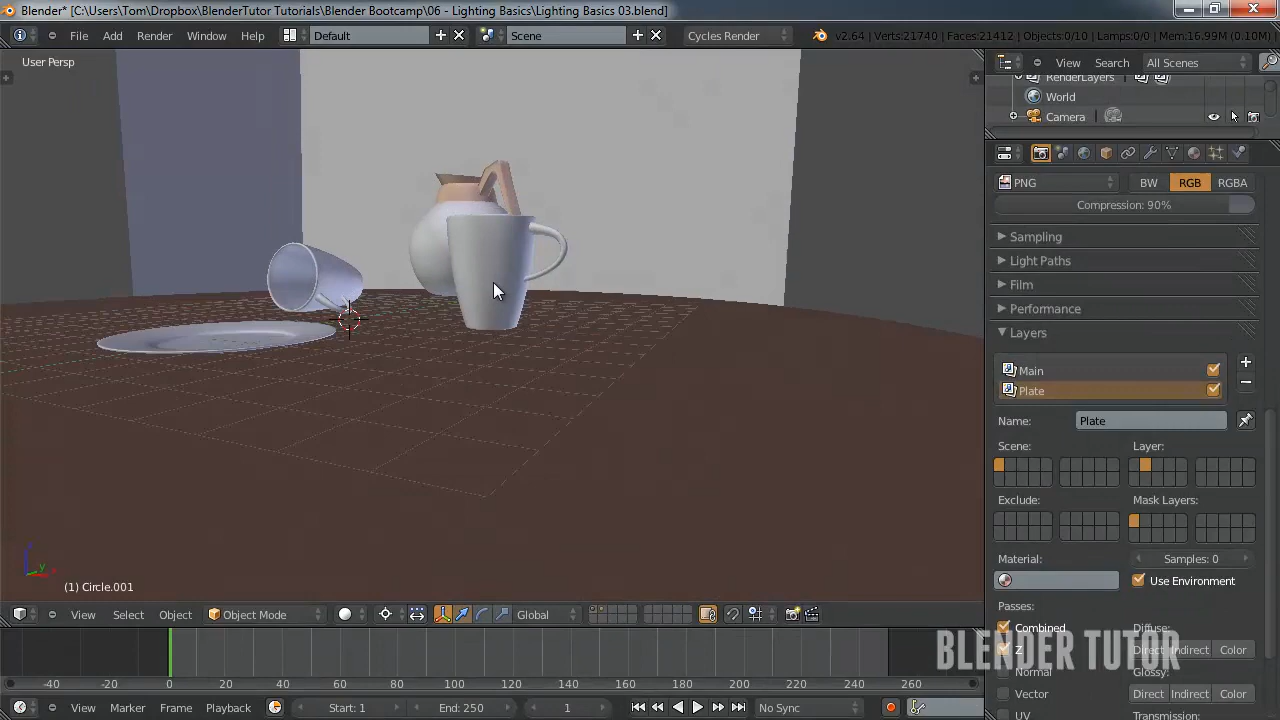 Blender* [C:\Users\Tom\Dropbox\BlenderTutor Tutorials\Blender Bootcamp\06 - Lighting Basics\Lighting Basics 03.blend]
File Add Render Window Help Default Scene Cycles Render v2.64 | Verts:21740 | Faces:21412 | Objects:0/10 | Lamps:0/0 | Mem:16.99M (0.10M) |
User Persp
View Search All Scenes
RenderLayers
World
Camera
PNG BW RGB RGBA
Compression: 90%
Sampling
Light Paths
Film
Performance
Layers
Main
Plate
Name: Plate
Scene: Layer:
Exclude: Mask Layers:
Material: Samples: 0
Use Environment
Passes:
Combined Diffuse:
Z Direct Indirect Color
Normal Glossy:
Vector Direct Indirect Color
UV Transmission:
x y
(1) Circle.001
View Select Object Object Mode Global
-40 -20 0 20 40 60 80 100 120 140 160 180 200 220 240 260
View Marker Frame Playback Start: 1 End: 250 1 No Sync
BLENDER TUTOR